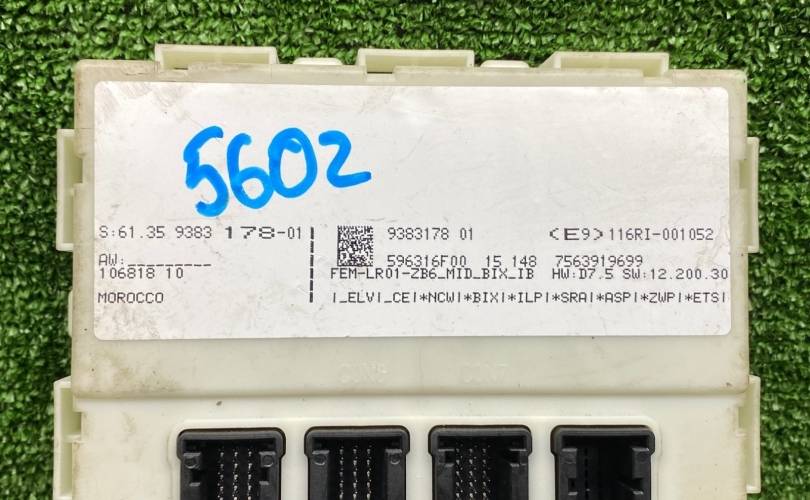 5602
S:61.35 9383 178-01
AW:_________
106818 10
MOROCCO
9383178 01 <E9>116RI-001052
596316F00 15 148 7563919699
FEM-LR01-ZB6_MID_BIX_IB HW:D7.5 SW:12.200.30
|_ELV|_CE|*NCW|*BIX|*ILP|*SRA|*ASP|*ZWP|*ETS|